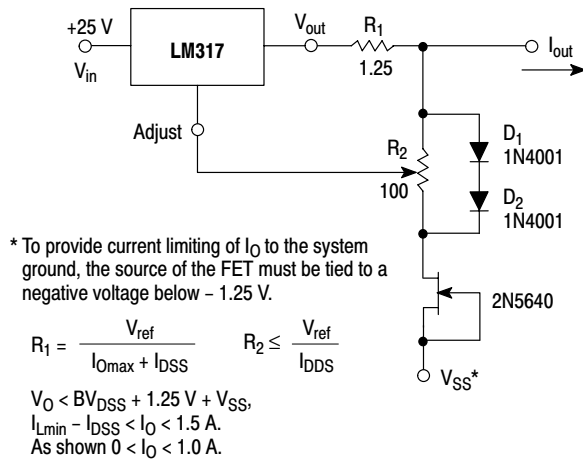 +25 V
V_in
LM317
V_out
R_1
1.25
I_out
Adjust
R_2
100
D_1
1N4001
D_2
1N4001
2N5640
V_SS*
* To provide current limiting of I_O to the system
ground, the source of the FET must be tied to a
negative voltage below – 1.25 V.
R_1 = V_ref / (I_Omax + I_DSS)
R_2 ≤ V_ref / I_DDS
V_O < BV_DSS + 1.25 V + V_SS,
I_Lmin – I_DSS < I_O < 1.5 A.
As shown 0 < I_O < 1.0 A.